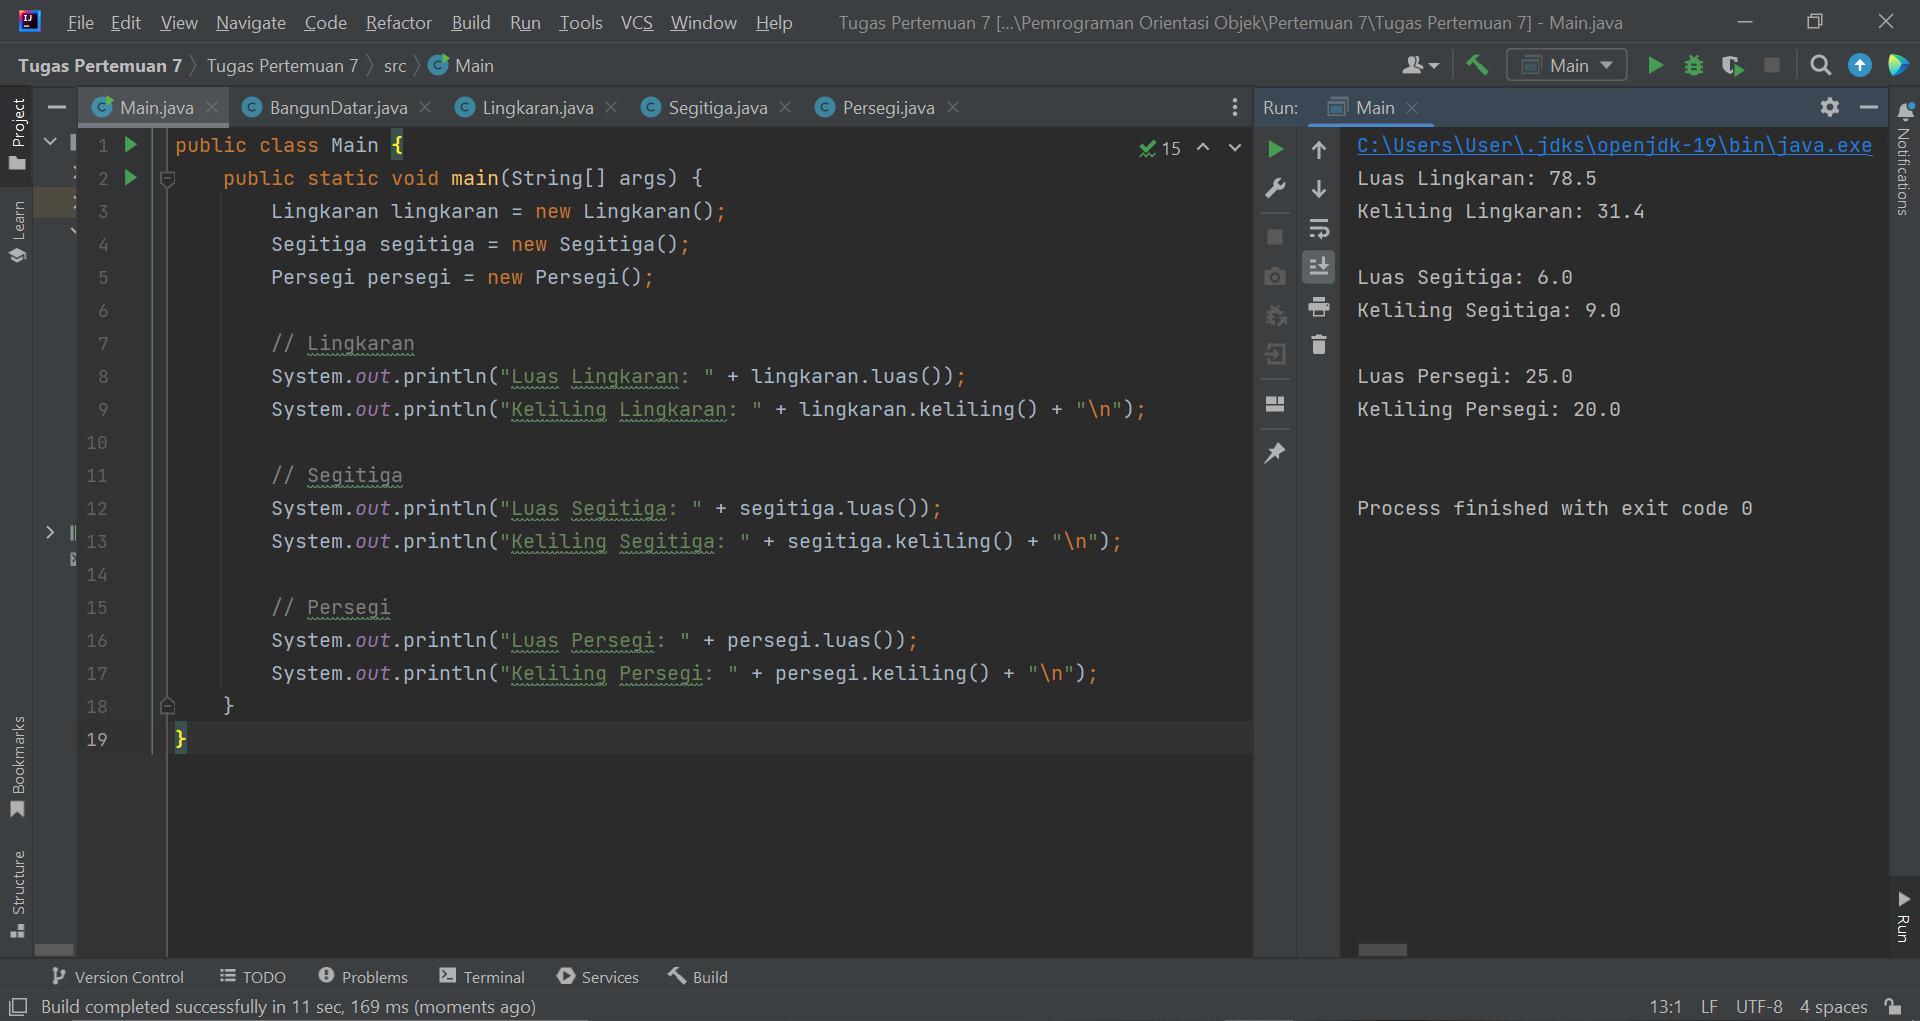 File Edit View Navigate Code Refactor Build Run Tools VCS Window Help Tugas Pertemuan 7 [...\Pemrograman Orientasi Objek\Pertemuan 7\Tugas Pertemuan 7] - Main.java
Tugas Pertemuan 7 Tugas Pertemuan 7 src Main
Main
Project
Learn
Bookmarks
Structure
Main.java BangunDatar.java Lingkaran.java Segitiga.java Persegi.java
15
1 public class Main {
2 public static void main(String[] args) {
3 Lingkaran lingkaran = new Lingkaran();
4 Segitiga segitiga = new Segitiga();
5 Persegi persegi = new Persegi();
6
7 // Lingkaran
8 System.out.println("Luas Lingkaran: " + lingkaran.luas());
9 System.out.println("Keliling Lingkaran: " + lingkaran.keliling() + "\n");
10
11 // Segitiga
12 System.out.println("Luas Segitiga: " + segitiga.luas());
13 System.out.println("Keliling Segitiga: " + segitiga.keliling() + "\n");
14
15 // Persegi
16 System.out.println("Luas Persegi: " + persegi.luas());
17 System.out.println("Keliling Persegi: " + persegi.keliling() + "\n");
18 }
19 }
Run: Main
C:\Users\User\.jdks\openjdk-19\bin\java.exe
Luas Lingkaran: 78.5
Keliling Lingkaran: 31.4
Luas Segitiga: 6.0
Keliling Segitiga: 9.0
Luas Persegi: 25.0
Keliling Persegi: 20.0
Process finished with exit code 0
Notifications
Run
Version Control TODO Problems Terminal Services Build
Build completed successfully in 11 sec, 169 ms (moments ago)
13:1 LF UTF-8 4 spaces